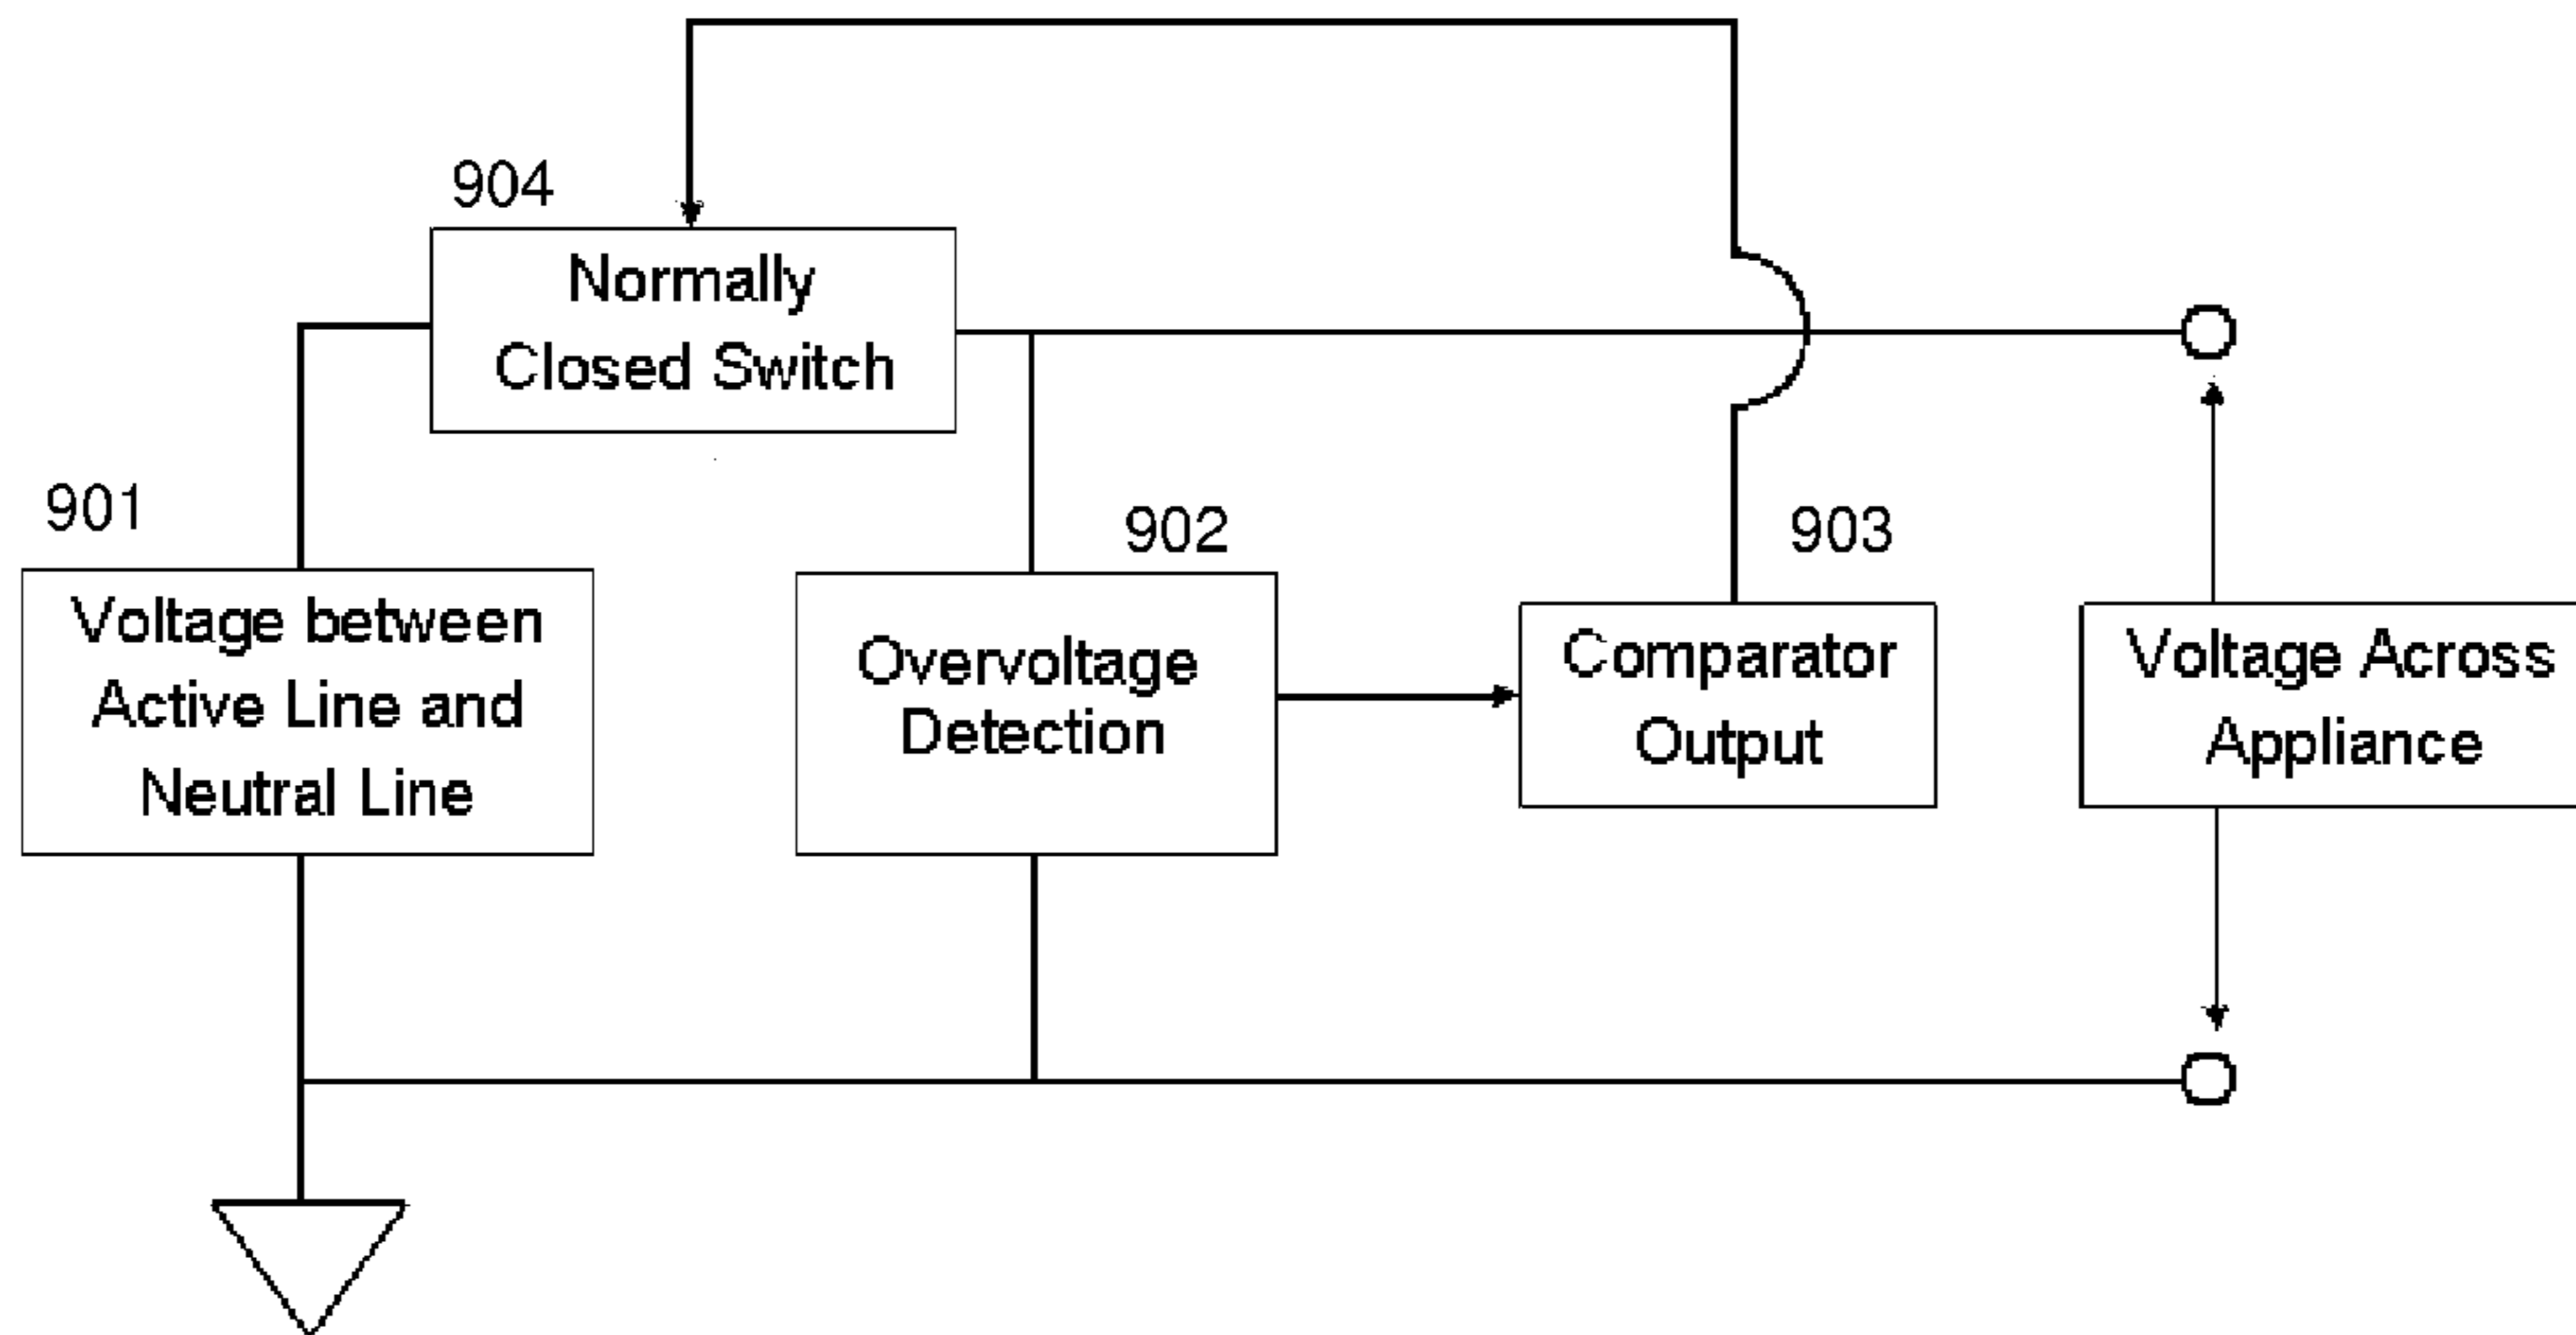 904
Normally
Closed Switch
901
Voltage between
Active Line and
Neutral Line
902
Overvoltage
Detection
903
Comparator
Output
Voltage Across
Appliance